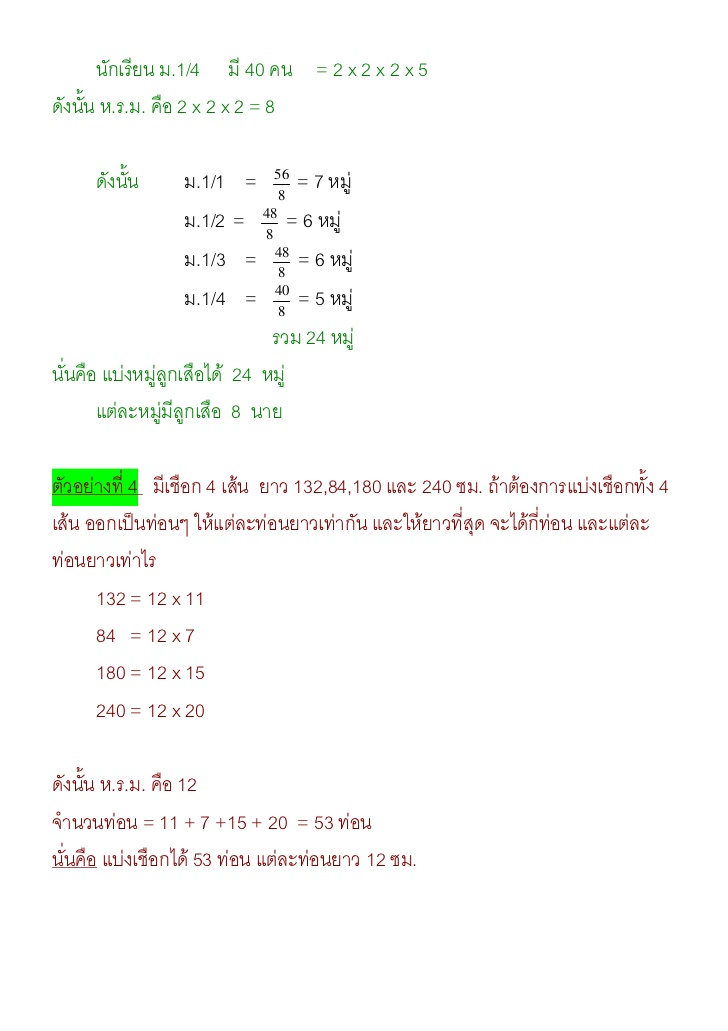 นักเรียน ม.1/4 มี 40 คน = 2 x 2 x 2 x 5
ดังนั้น ห.ร.ม. คือ 2 x 2 x 2 = 8
ดังนั้น ม.1/1 = 56/8 = 7 หมู่
ม.1/2 = 48/8 = 6 หมู่
ม.1/3 = 48/8 = 6 หมู่
ม.1/4 = 40/8 = 5 หมู่
รวม 24 หมู่
นั่นคือ แบ่งหมู่ลูกเสือได้ 24 หมู่
แต่ละหมู่มีลูกเสือ 8 นาย
ตัวอย่างที่ 4 มีเชือก 4 เส้น ยาว 132,84,180 และ 240 ซม. ถ้าต้องการแบ่งเชือกทั้ง 4
เส้น ออกเป็นท่อนๆ ให้แต่ละท่อนยาวเท่ากัน และให้ยาวที่สุด จะได้กี่ท่อน และแต่ละ
ท่อนยาวเท่าไร
132 = 12 x 11
84 = 12 x 7
180 = 12 x 15
240 = 12 x 20
ดังนั้น ห.ร.ม. คือ 12
จำนวนท่อน = 11 + 7 +15 + 20 = 53 ท่อน
นั่นคือ แบ่งเชือกได้ 53 ท่อน แต่ละท่อนยาว 12 ซม.